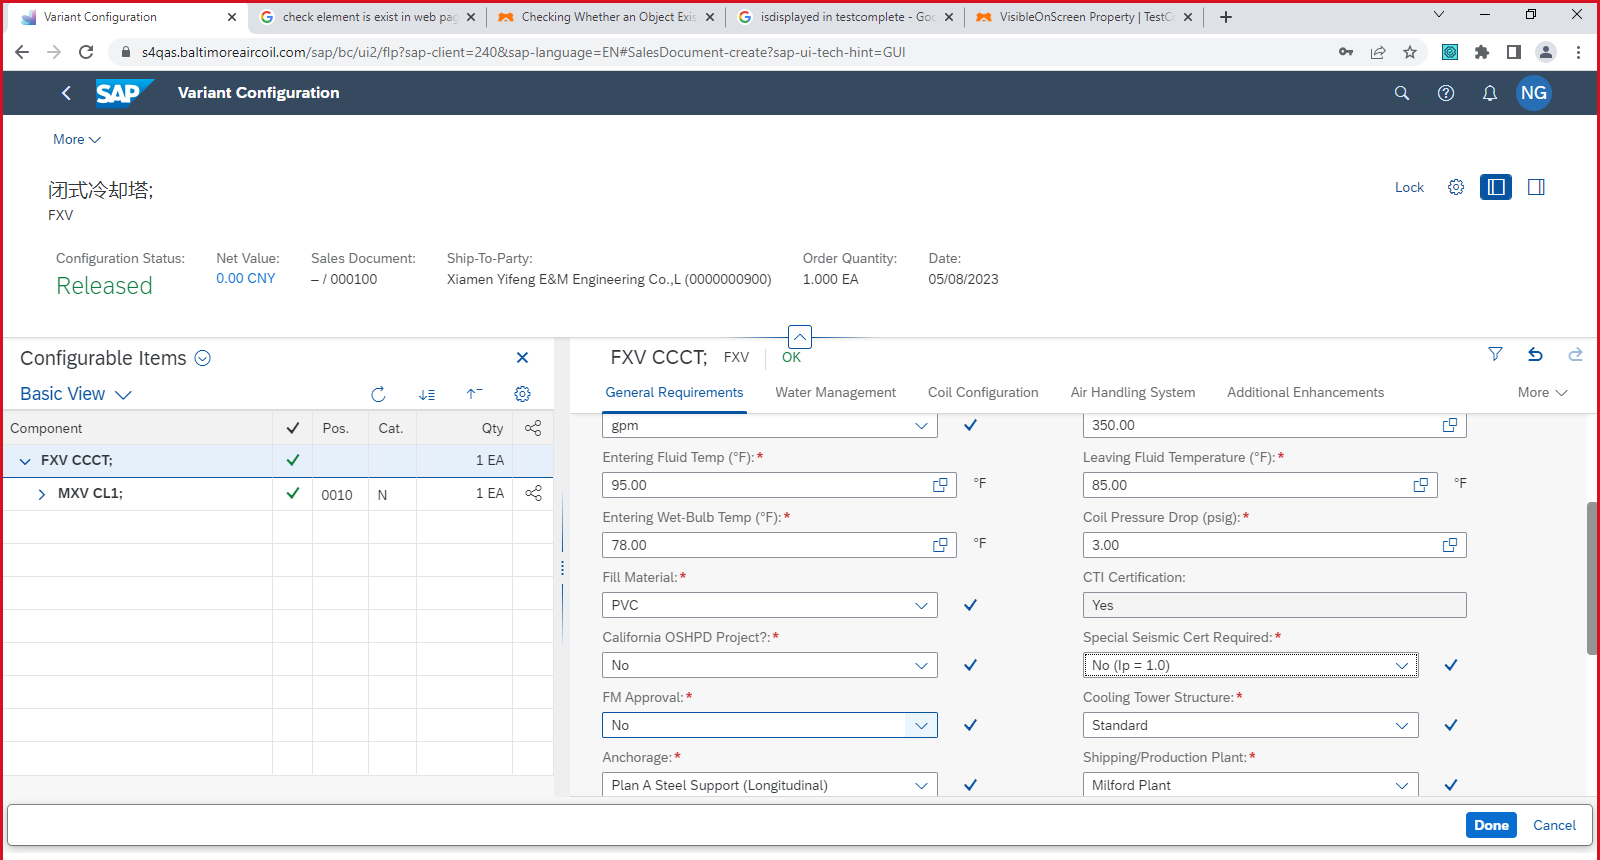 Variant Configuration
check element is exist in web pag
Checking Whether an Object Exis
isdisplayed in testcomplete - Goo
VisibleOnScreen Property | TestCo
s4qas.baltimoreaircoil.com/sap/bc/ui2/flp?sap-client=240&sap-language=EN#SalesDocument-create?sap-ui-tech-hint=GUI
SAP Variant Configuration NG
More
闭式冷却塔;
FXV
Lock
Configuration Status: Net Value: Sales Document: Ship-To-Party: Order Quantity: Date:
Released 0.00 CNY – / 000100 Xiamen Yifeng E&M Engineering Co.,L (0000000900) 1.000 EA 05/08/2023
Configurable Items
Basic View
Component Pos. Cat. Qty
FXV CCCT; 1 EA
MXV CL1; 0010 N 1 EA
FXV CCCT; FXV OK
General Requirements Water Management Coil Configuration Air Handling System Additional Enhancements More
gpm 350.00
Entering Fluid Temp (°F):* Leaving Fluid Temperature (°F):*
95.00 °F 85.00 °F
Entering Wet-Bulb Temp (°F):* Coil Pressure Drop (psig):*
78.00 °F 3.00
Fill Material:* CTI Certification:
PVC Yes
California OSHPD Project?:* Special Seismic Cert Required:*
No No (Ip = 1.0)
FM Approval:* Cooling Tower Structure:*
No Standard
Anchorage:* Shipping/Production Plant:*
Plan A Steel Support (Longitudinal) Milford Plant
Done Cancel